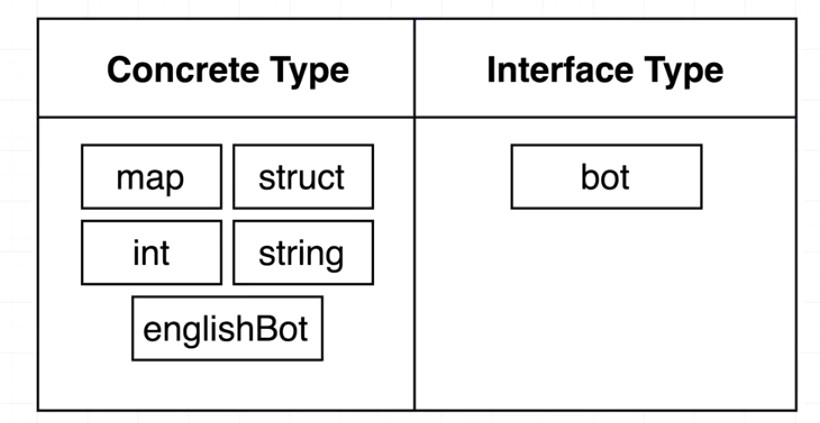 Concrete Type
Interface Type
map
struct
int
string
englishBot
bot